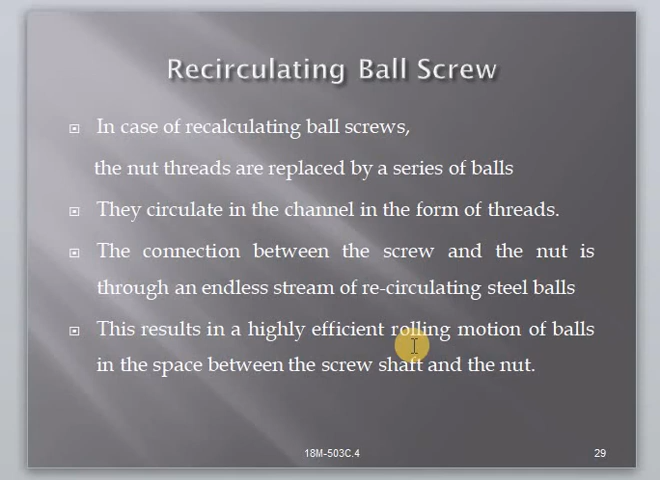 Recirculating Ball Screw
In case of recalculating ball screws,
the nut threads are replaced by a series of balls
They circulate in the channel in the form of threads.
The connection between the screw and the nut is
through an endless stream of re-circulating steel balls
This results in a highly efficient rolling motion of balls
in the space between the screw shaft and the nut.
18M-503C.4
29